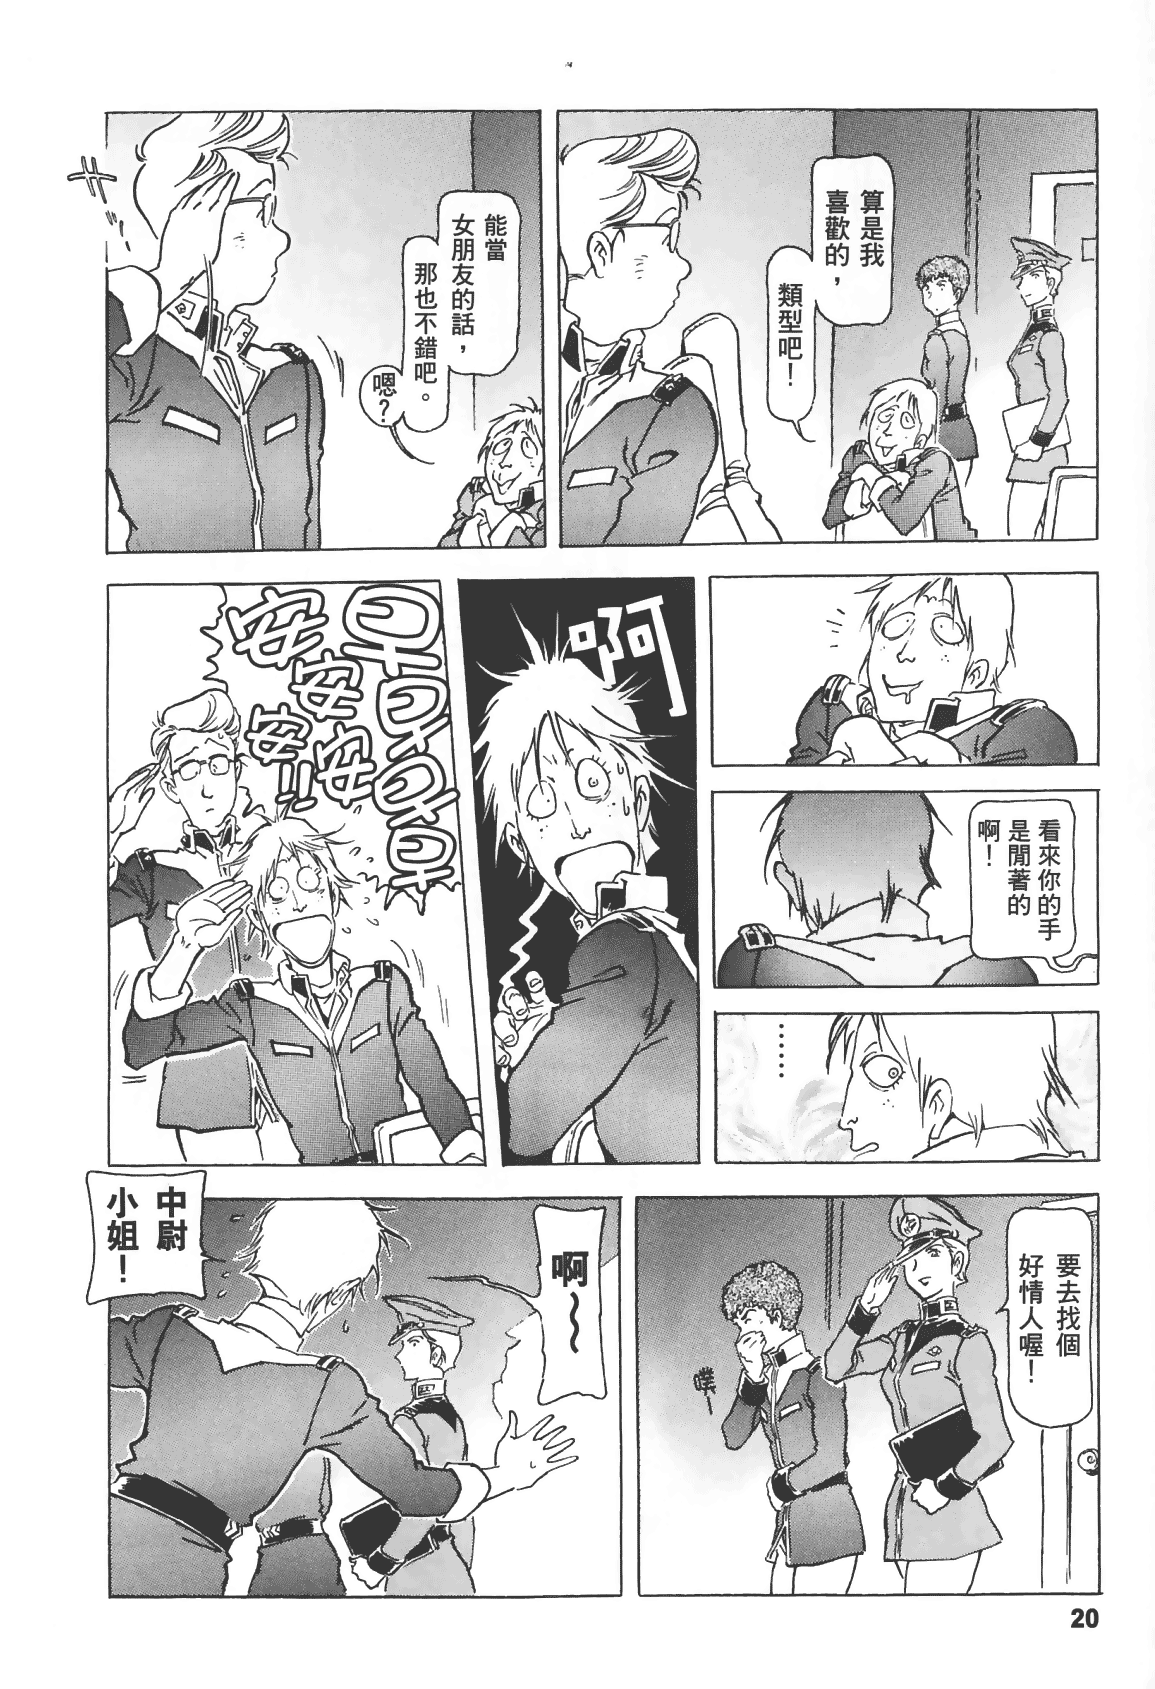 算是我
喜歡的，
類型吧！
能當
女朋友的話，
那也不錯吧。
嗯？
看來你的手
是閒著的
啊！
……
啊
早早早早
安安安安安!!
要去找個
好情人喔！
噗—
啊～～
中尉
小姐！
20